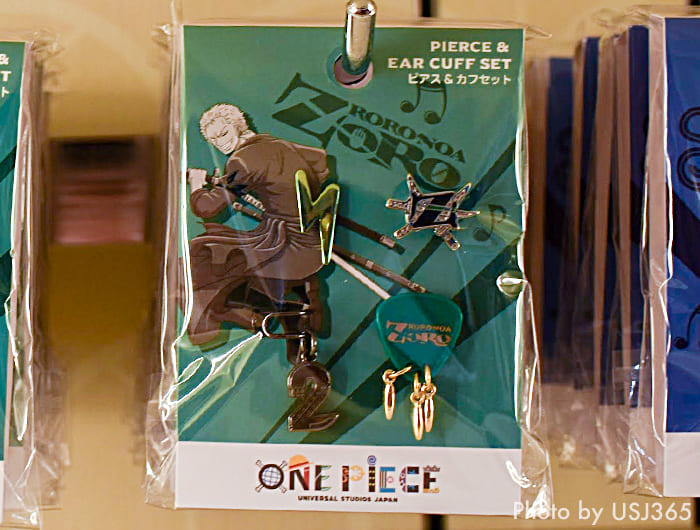 PIERCE &
EAR CUFF SET
ピアス & カフセット
RORONOA
ZORO
RORONOA
ZORO
2
ONE PIECE
UNIVERSAL STUDIOS JAPAN
Photo by USJ365